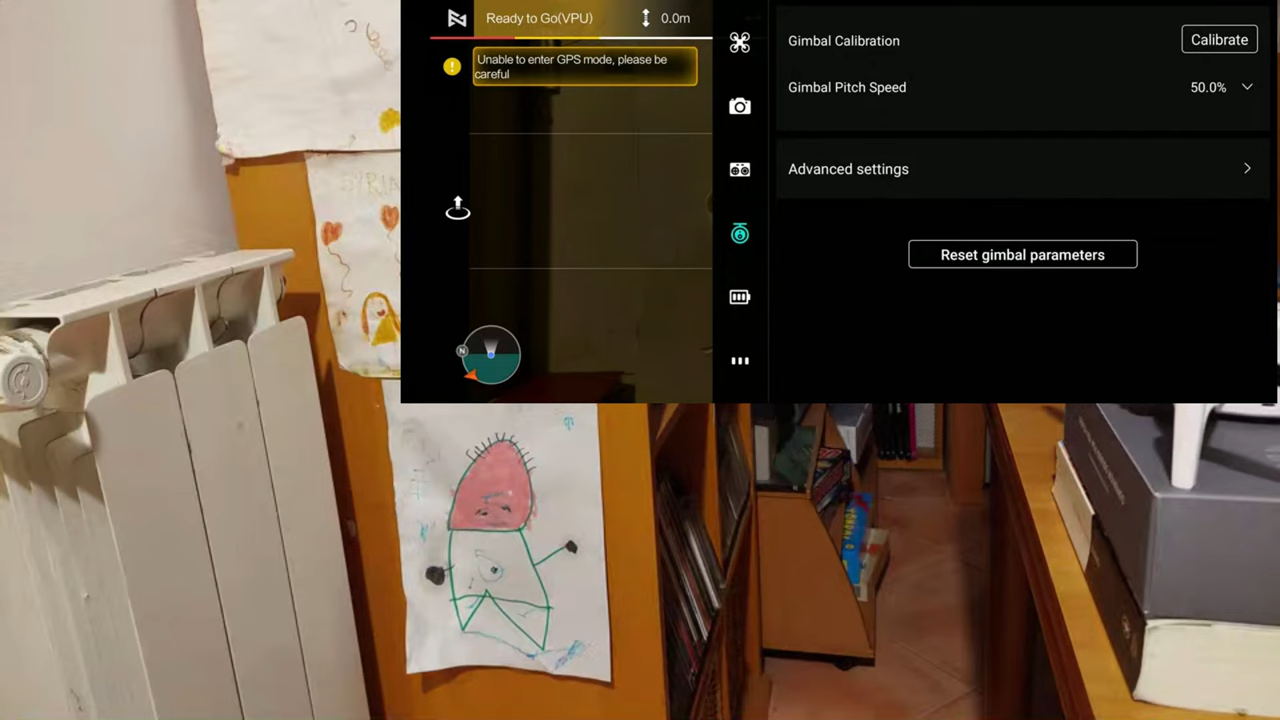 Ready to Go(VPU)
0.0m
Unable to enter GPS mode, please be
careful
N
Gimbal Calibration
Calibrate
Gimbal Pitch Speed
50.0%
Advanced settings
Reset gimbal parameters